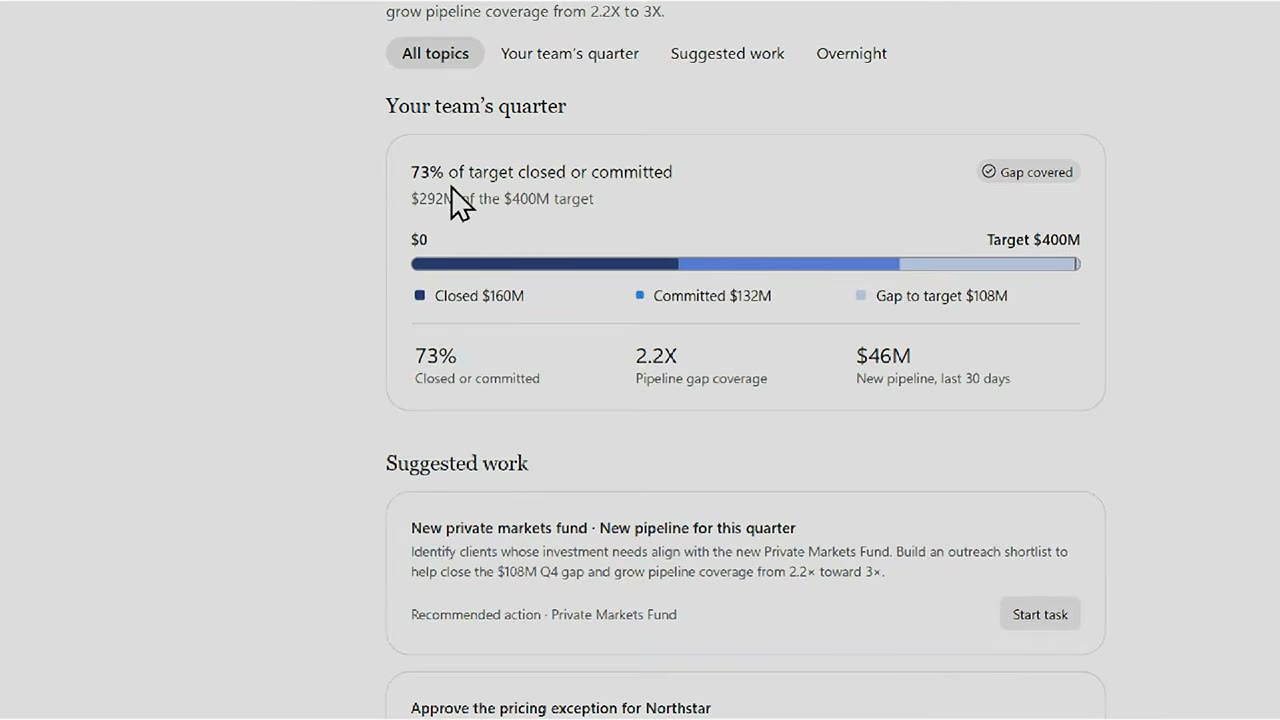 grow pipeline coverage from 2.2X to 3X.
All topics Your team's quarter Suggested work Overnight
Your team's quarter
73% of target closed or committed Gap covered
$292M of the $400M target
$0 Target $400M
Closed $160M Committed $132M Gap to target $108M
73% 2.2X $46M
Closed or committed Pipeline gap coverage New pipeline, last 30 days
Suggested work
New private markets fund · New pipeline for this quarter
Identify clients whose investment needs align with the new Private Markets Fund. Build an outreach shortlist to
help close the $108M Q4 gap and grow pipeline coverage from 2.2× toward 3×.
Recommended action · Private Markets Fund Start task
Approve the pricing exception for Northstar